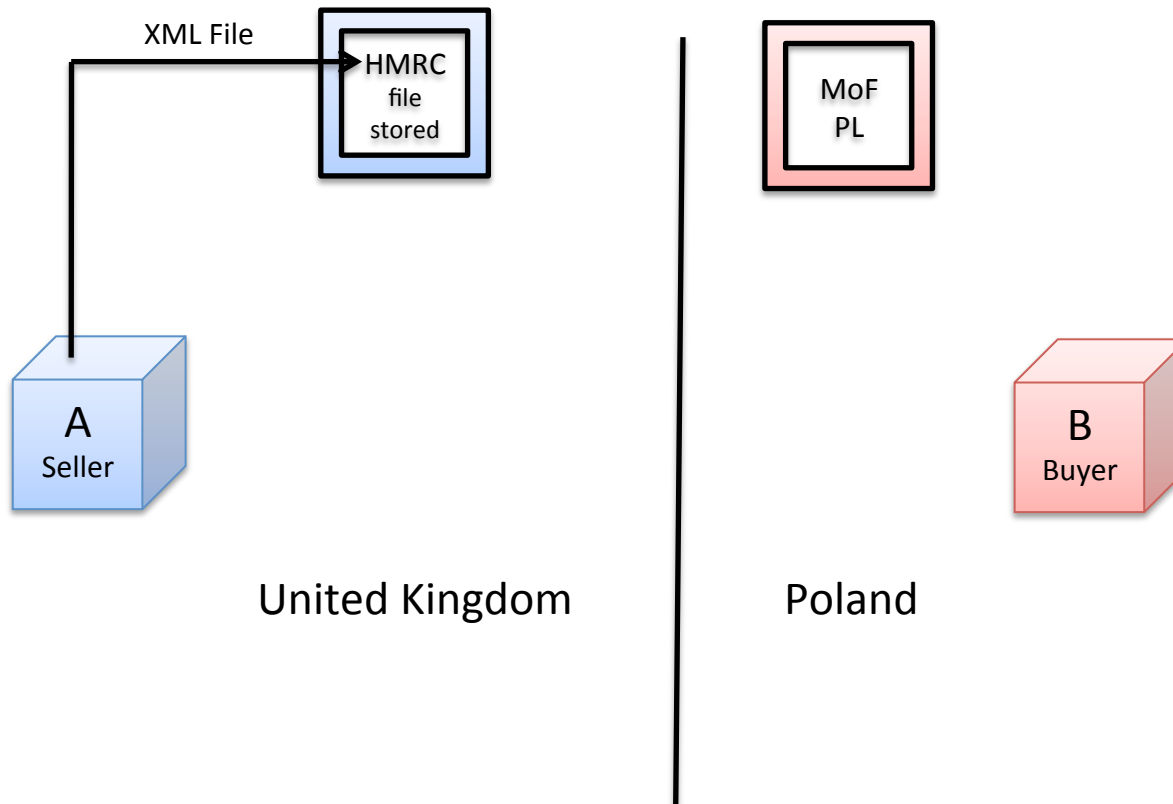 XML File
HMRC
file
stored
MoF
PL
A
Seller
B
Buyer
United Kingdom
Poland